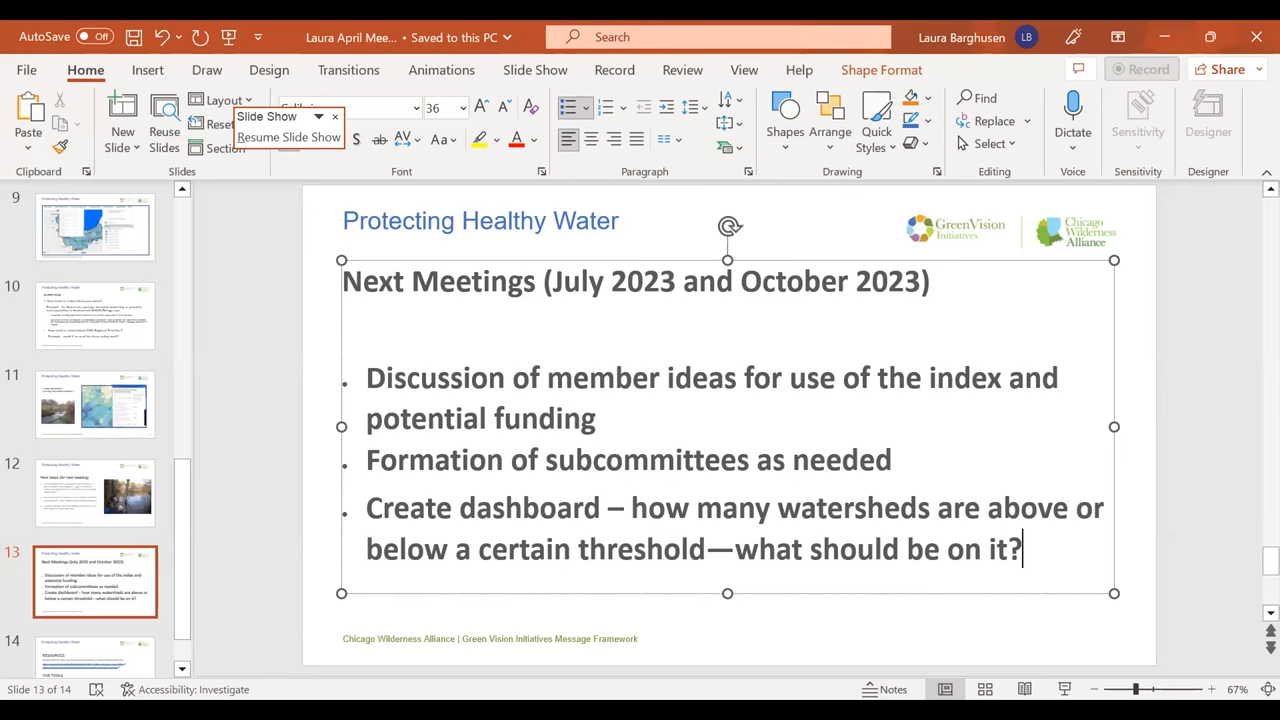 AutoSave Off Laura April Mee... – Saved to this PC Search Laura Barghusen LB
File Home Insert Draw Design Transitions Animations Slide Show Record Review View Help Shape Format Record Share
Paste New Slide Reuse Slides Layout Reset Section 36 Aa Shapes Arrange Quick Styles Find Replace Select Dictate Sensitivity Designer
Slide Show
Resume Slide Show
Clipboard Slides Font Paragraph Drawing Editing Voice Sensitivity Designer
9
10
11
12
13
14
Protecting Healthy Water
GreenVision Initiatives
Chicago Wilderness Alliance
Next Meetings (July 2023 and October 2023)
Discussion of member ideas for use of the index and
potential funding
Formation of subcommittees as needed
Create dashboard – how many watersheds are above or
below a certain threshold—what should be on it?
Chicago Wilderness Alliance | Green Vision Initiatives Message Framework
Slide 13 of 14 Accessibility: Investigate Notes 67%